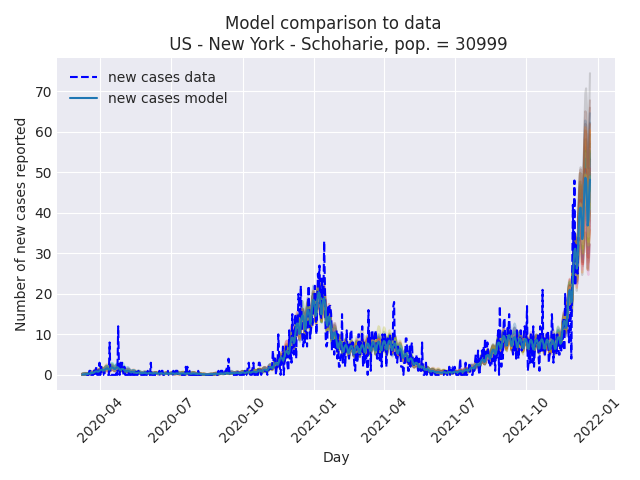 Model comparison to data
US - New York - Schoharie, pop. = 30999
new cases data
new cases model
Number of new cases reported
70
60
50
40
30
20
10
0
2020-04
2020-07
2020-10
2021-01
2021-04
2021-07
2021-10
2022-01
Day